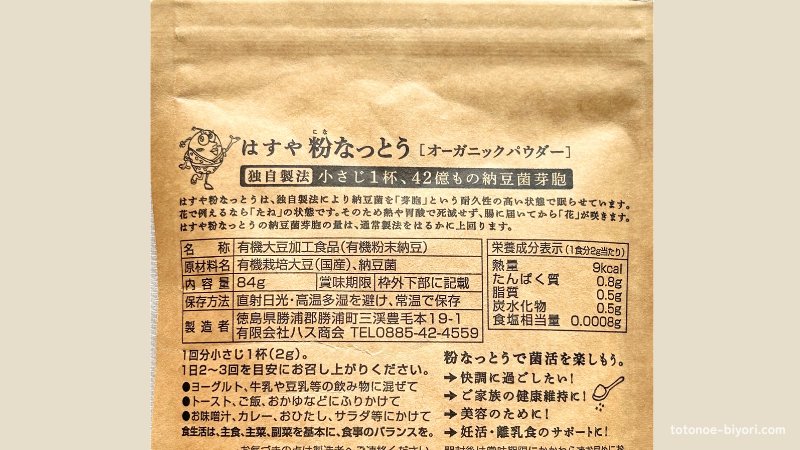 はすや 粉なっとう [オーガニックパウダー]
こな
独自製法 小さじ1杯、42億もの納豆菌芽胞
はすや粉なっとうは、独自製法により納豆菌を「芽胞」という耐久性の高い状態で眠らせています。
花で例えるなら「たね」の状態です。そのため熱や胃酸で死滅せず、腸に届いてから「花」が咲きます。
はすや粉なっとうの納豆菌芽胞の量は、通常製法をはるかに上回ります。
名 称 有機大豆加工食品(有機粉末納豆)
原材料名 有機栽培大豆(国産)、納豆菌
内容量 84g 賞味期限 枠外下部に記載
保存方法 直射日光・高温多湿を避け、常温で保存
製造者 徳島県勝浦郡勝浦町三渓豊毛本19-1
有限会社ハス商会 TEL0885-42-4559
栄養成分表示(1食分2g当たり)
熱量 9kcal
たんぱく質 0.8g
脂質 0.5g
炭水化物 0.5g
食塩相当量 0.0008g
1回分小さじ1杯(2g)。
1日2〜3回を目安にお召し上がりください。
●ヨーグルト、牛乳や豆乳等の飲み物に混ぜて
●トースト、ご飯、おかゆなどにふりかけて
●お味噌汁、カレー、おひたし、サラダ等にかけて
食生活は、主食、主菜、副菜を基本に、食事のバランスを。
粉なっとうで菌活を楽しもう。
→快調に過ごしたい!
→ご家族の健康維持に!
→美容のために!
→妊活・離乳食のサポートに!
totonoe-biyori.com